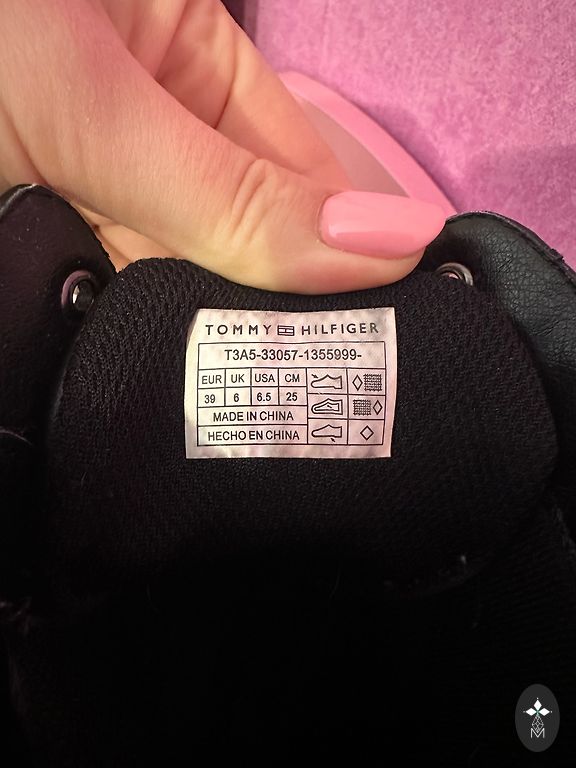 TOMMY HILFIGER
T3A5-33057-1355999-
EUR UK USA CM
39 6 6.5 25
MADE IN CHINA
HECHO EN CHINA
M